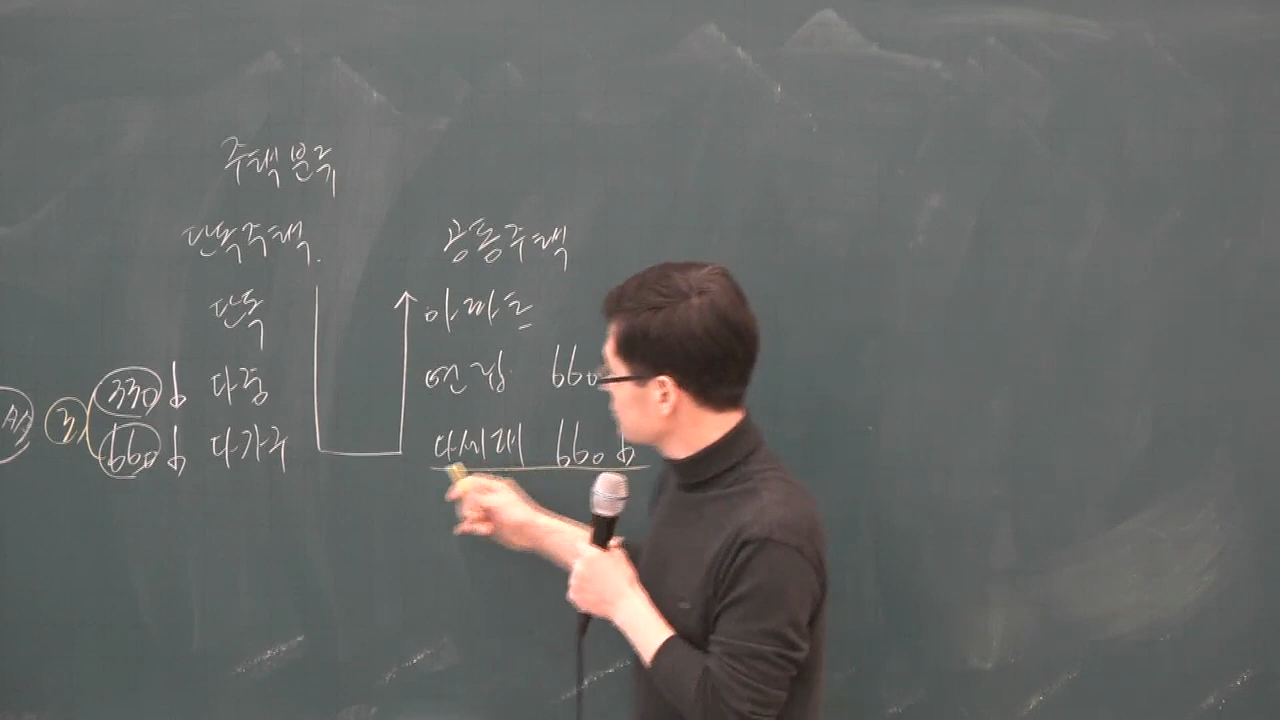 주택분류
단독주택. 공동주택
단독 아파트
3 330↓ 다중 연립 660
660↓ 다가구 다세대 660↓